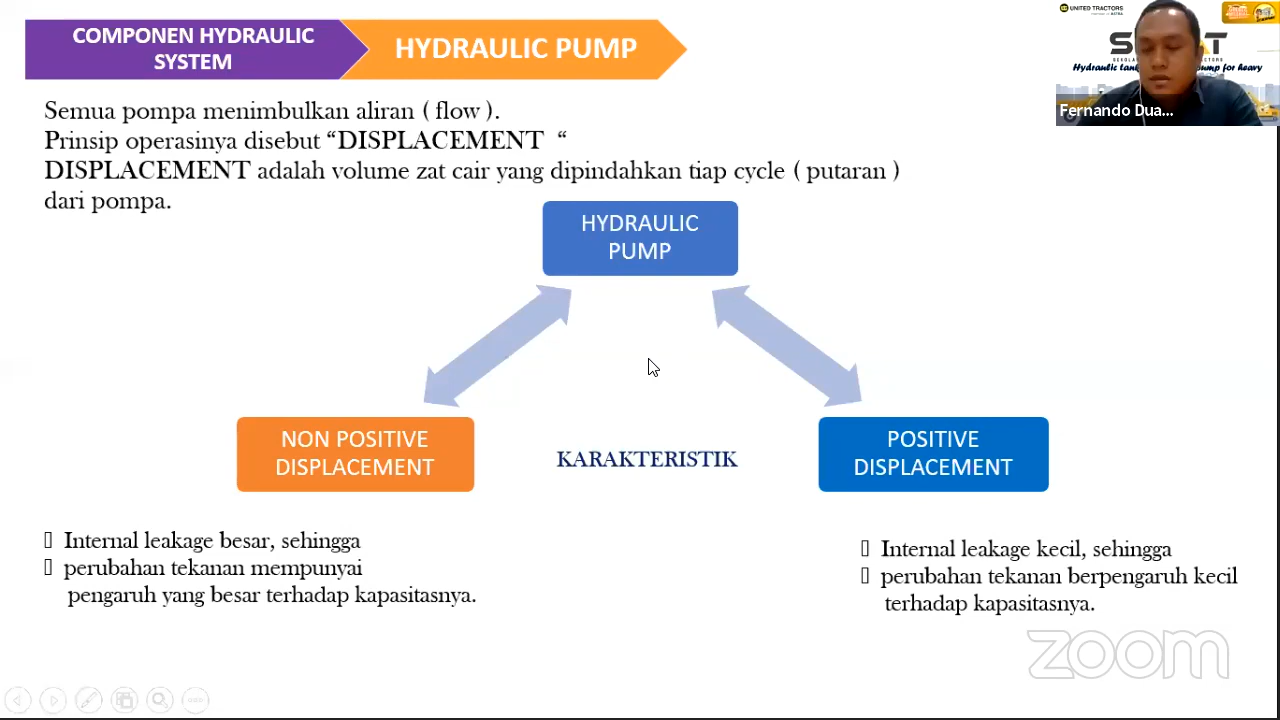 COMPONEN HYDRAULIC
SYSTEM
HYDRAULIC PUMP
UNITED TRACTORS
Fernando Dua...
Semua pompa menimbulkan aliran ( flow ).
Prinsip operasinya disebut “DISPLACEMENT “
DISPLACEMENT adalah volume zat cair yang dipindahkan tiap cycle ( putaran )
dari pompa.
HYDRAULIC
PUMP
NON POSITIVE
DISPLACEMENT
KARAKTERISTIK
POSITIVE
DISPLACEMENT
Internal leakage besar, sehingga
perubahan tekanan mempunyai
pengaruh yang besar terhadap kapasitasnya.
Internal leakage kecil, sehingga
perubahan tekanan berpengaruh kecil
terhadap kapasitasnya.
zoom